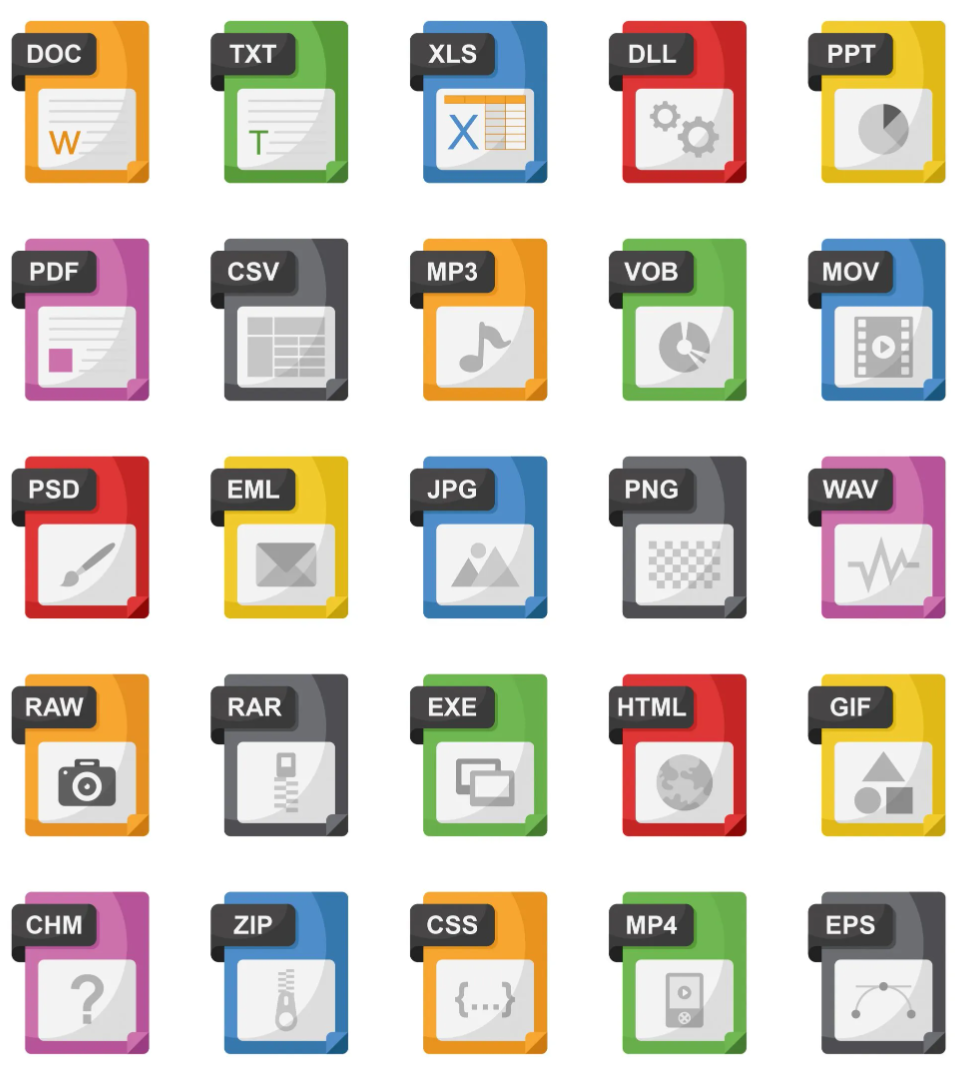 DOC
W
TXT
T
XLS
X
DLL
PPT
PDF
CSV
MP3
VOB
MOV
PSD
EML
JPG
PNG
WAV
RAW
RAR
EXE
HTML
GIF
CHM
?
ZIP
CSS
{...}
MP4
EPS